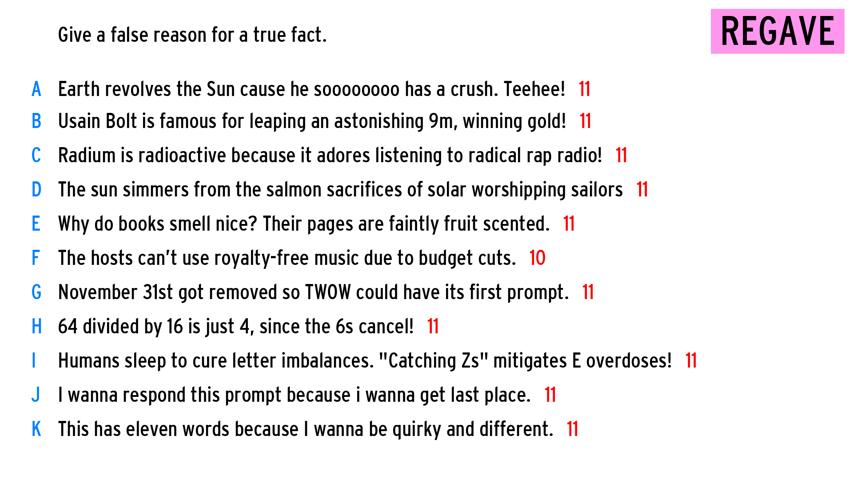 Give a false reason for a true fact.
REGAVE
A Earth revolves the Sun cause he soooooooo has a crush. Teehee! 11
B Usain Bolt is famous for leaping an astonishing 9m, winning gold! 11
C Radium is radioactive because it adores listening to radical rap radio! 11
D The sun simmers from the salmon sacrifices of solar worshipping sailors 11
E Why do books smell nice? Their pages are faintly fruit scented. 11
F The hosts can't use royalty-free music due to budget cuts. 10
G November 31st got removed so TWOW could have its first prompt. 11
H 64 divided by 16 is just 4, since the 6s cancel! 11
I Humans sleep to cure letter imbalances. "Catching Zs" mitigates E overdoses! 11
J I wanna respond this prompt because i wanna get last place. 11
K This has eleven words because I wanna be quirky and different. 11